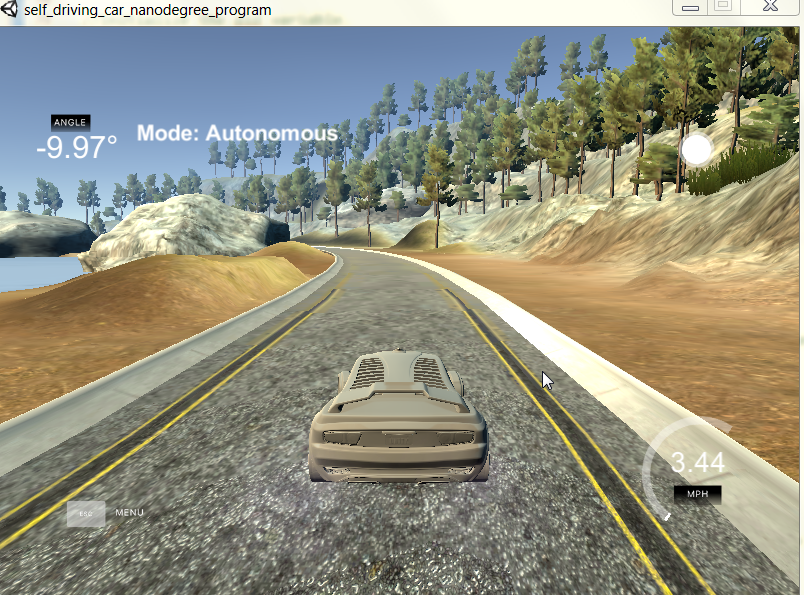 self_driving_car_nanodegree_program
ANGLE
-9.97°
Mode: Autonomous
3.44
MPH
ESC
MENU